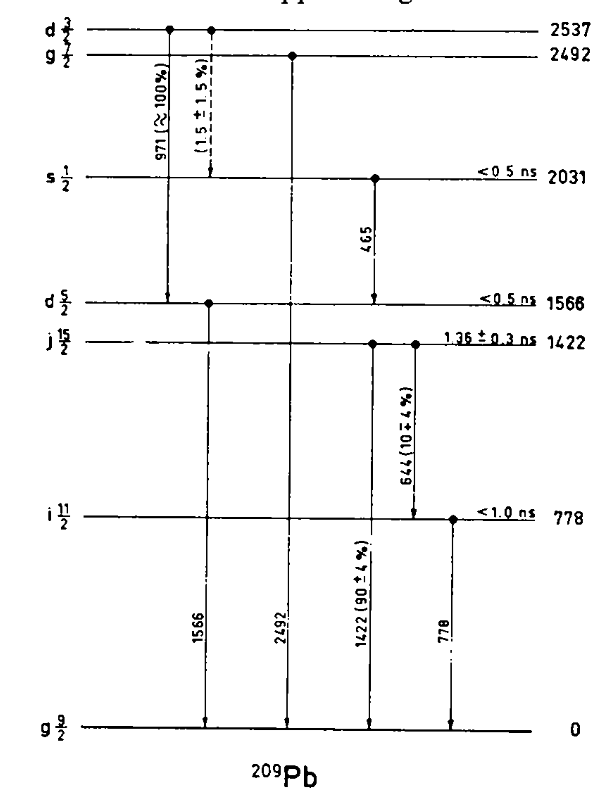 d 3/2 2537
g 7/2 2492
971 (≈100%)
(1.5 ± 1.5 %)
s 1/2 <0 5 ns 2031
465
d 5/2 <0.5 ns 1566
j 15/2 1.36 ± 0.3 ns 1422
644 (10 ∓ 4 %)
i 11/2 <1.0 ns 778
1566
2492
1422 (90 ± 4 %)
778
g 9/2 0
209Pb